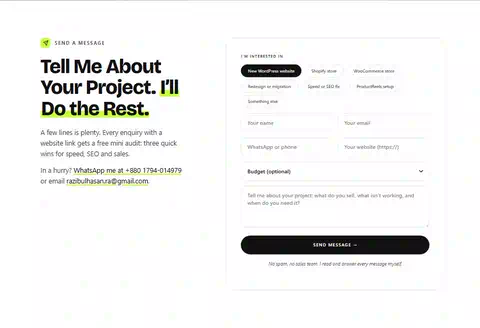 SEND A MESSAGE
Tell Me About
Your Project. I'll
Do the Rest.
A few lines is plenty. Every enquiry with a
website link gets a free mini audit: three quick
wins for speed, SEO and sales.
In a hurry? WhatsApp me at +880 1794-014979
or email razibulhasan.ra@gmail.com.
I'M INTERESTED IN
New WordPress website
Shopify store
WooCommerce store
Redesign or migration
Speed or SEO fix
Product feeds setup
Something else
Your name
Your email
WhatsApp or phone
Your website (https://)
Budget (optional)
Tell me about your project: what do you sell, what isn't working, and
when do you need it?
SEND MESSAGE →
No spam, no sales team. I read and answer every message myself.